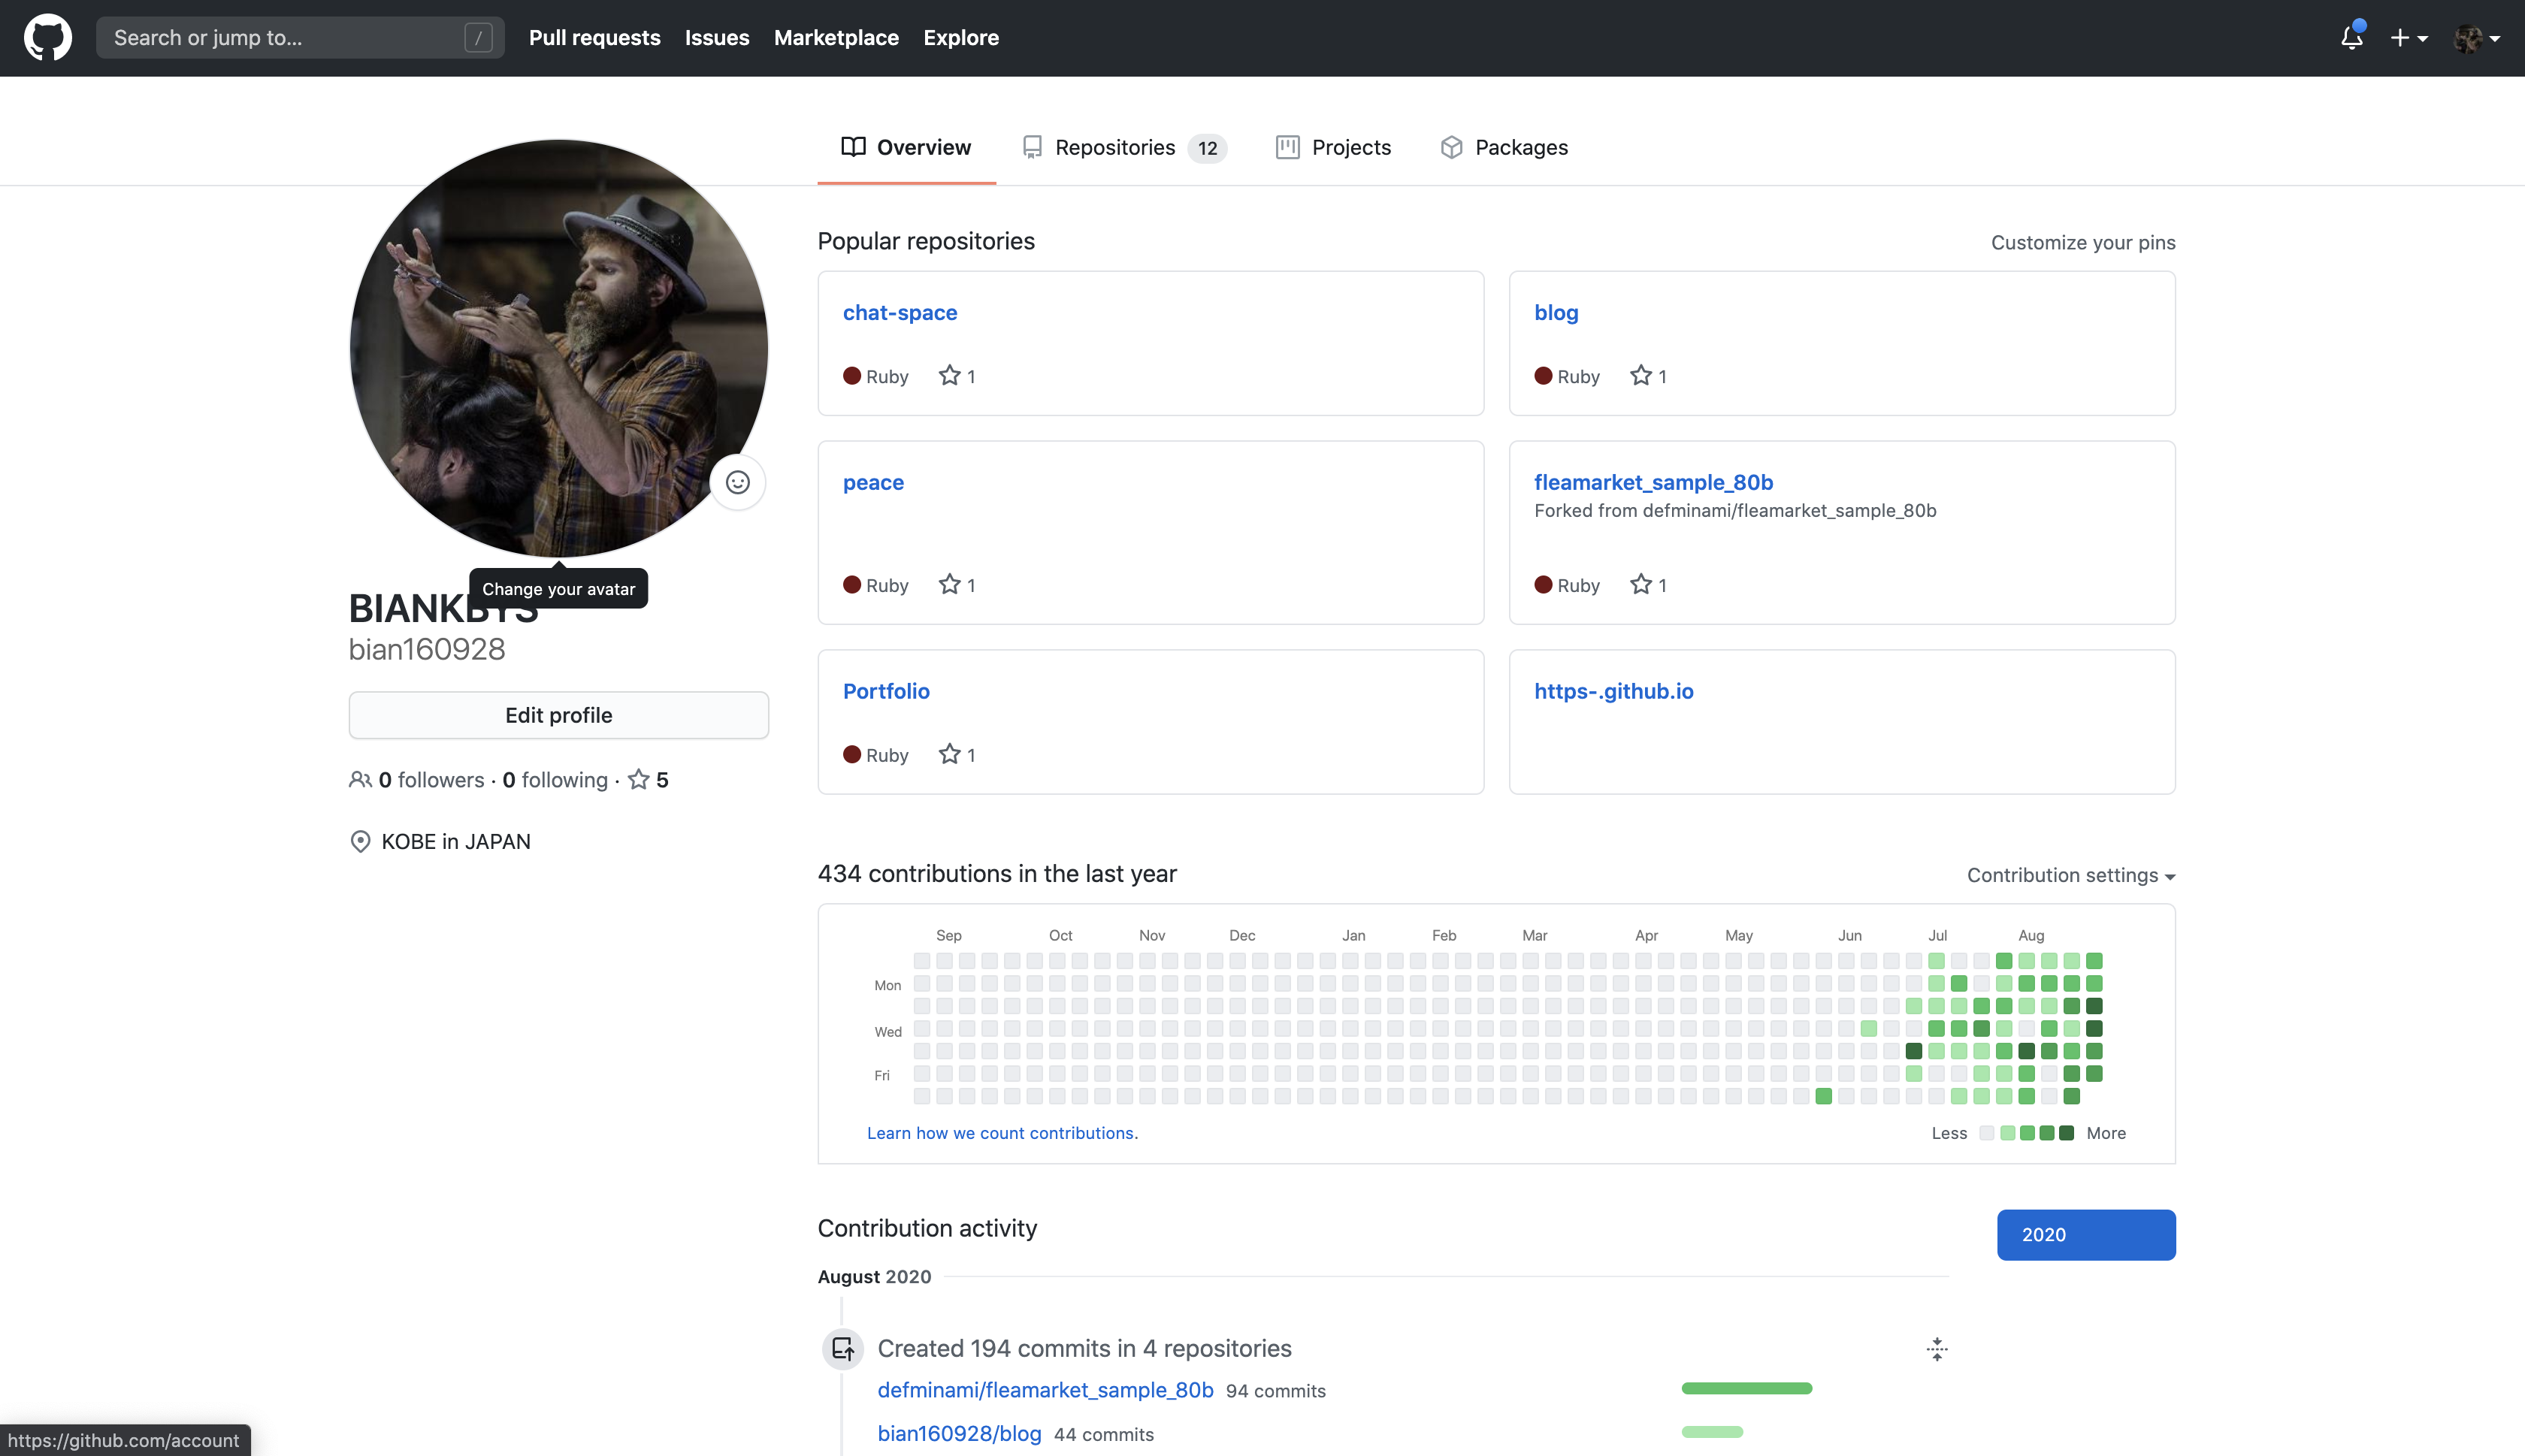 Search or jump to... /
Pull requests Issues Marketplace Explore
Overview Repositories 12 Projects Packages
Change your avatar
BIANKBYS
bian160928
Edit profile
0 followers · 0 following · 5
KOBE in JAPAN
Popular repositories Customize your pins
chat-space
Ruby 1
blog
Ruby 1
peace
Ruby 1
fleamarket_sample_80b
Forked from defminami/fleamarket_sample_80b
Ruby 1
Portfolio
Ruby 1
https-.github.io
434 contributions in the last year Contribution settings
Sep Oct Nov Dec Jan Feb Mar Apr May Jun Jul Aug
Mon
Wed
Fri
Learn how we count contributions. Less More
Contribution activity 2020
August 2020
Created 194 commits in 4 repositories
defminami/fleamarket_sample_80b 94 commits
bian160928/blog 44 commits
https://github.com/account